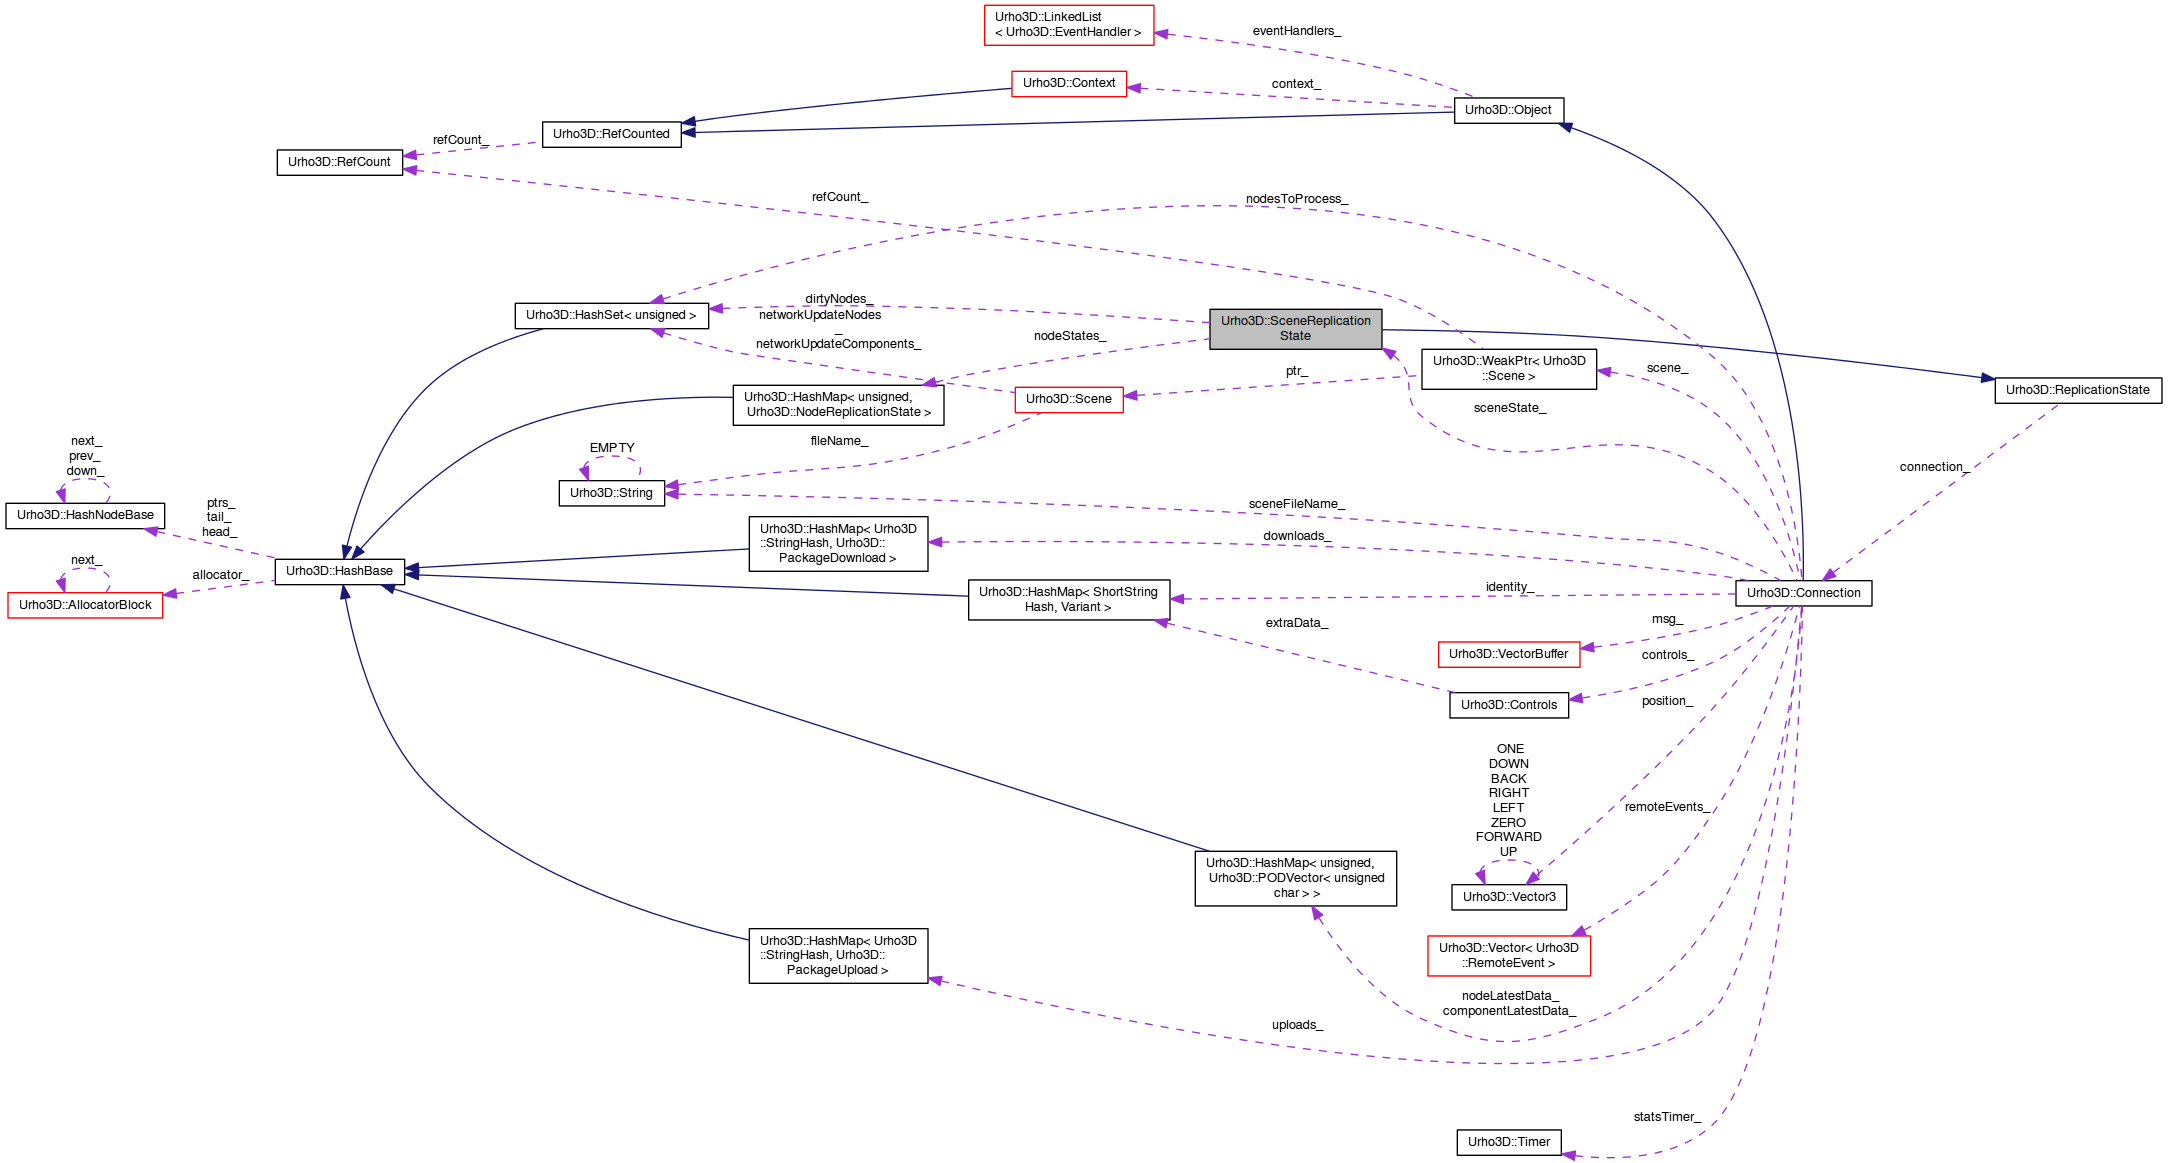 Urho3D::LinkedList
< Urho3D::EventHandler >
eventHandlers_
Urho3D::Context
context_
Urho3D::Object
Urho3D::RefCounted
refCount_
Urho3D::RefCount
refCount_
nodesToProcess_
Urho3D::HashSet< unsigned >
dirtyNodes_
networkUpdateNodes
_
networkUpdateComponents_
Urho3D::SceneReplication
State
nodeStates_
Urho3D::WeakPtr< Urho3D
::Scene >
ptr_
scene_
Urho3D::ReplicationState
Urho3D::HashMap< unsigned,
Urho3D::NodeReplicationState >
Urho3D::Scene
sceneState_
fileName_
EMPTY
Urho3D::String
connection_
next_
prev_
down_
Urho3D::HashNodeBase
ptrs_
tail_
head_
sceneFileName_
Urho3D::HashMap< Urho3D
::StringHash, Urho3D::
PackageDownload >
downloads_
next_
allocator_
Urho3D::HashBase
Urho3D::AllocatorBlock
Urho3D::HashMap< ShortString
Hash, Variant >
identity_
Urho3D::Connection
extraData_
msg_
Urho3D::VectorBuffer
controls_
Urho3D::Controls
position_
ONE
DOWN
BACK
RIGHT
LEFT
ZERO
FORWARD
UP
remoteEvents_
Urho3D::HashMap< unsigned,
Urho3D::PODVector< unsigned
char > >
Urho3D::Vector3
Urho3D::HashMap< Urho3D
::StringHash, Urho3D::
PackageUpload >
Urho3D::Vector< Urho3D
::RemoteEvent >
nodeLatestData_
componentLatestData_
uploads_
statsTimer_
Urho3D::Timer